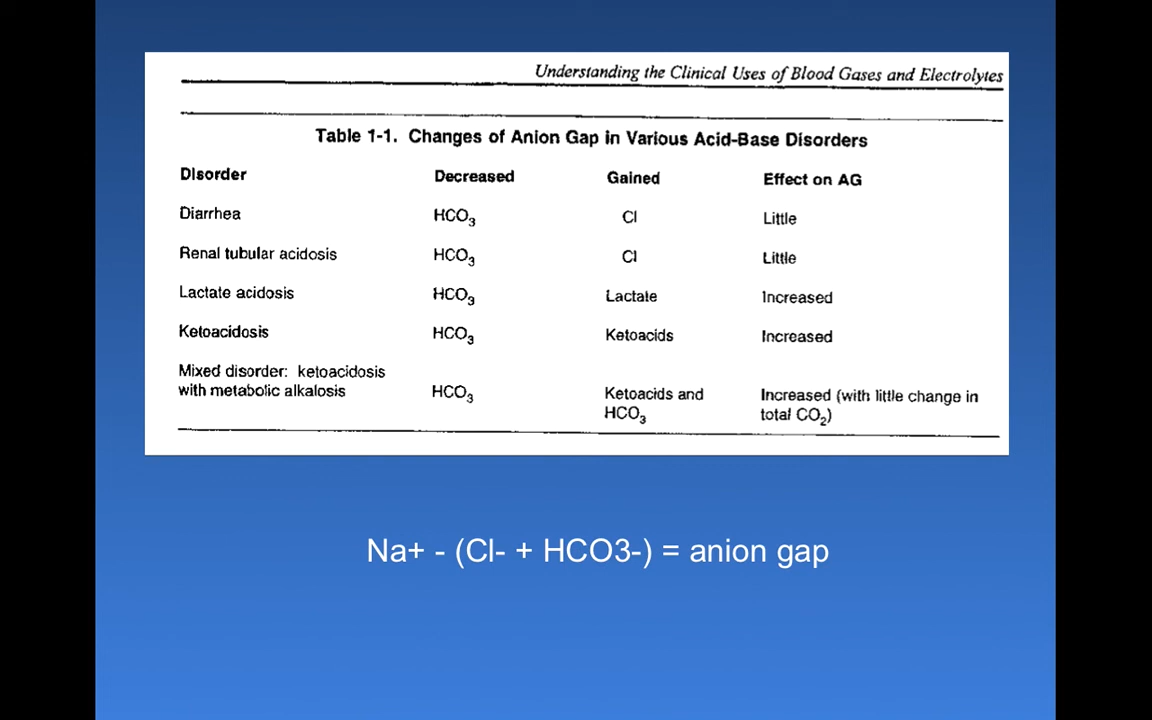 Understanding the Clinical Uses of Blood Gases and Electrolytes
Table 1-1. Changes of Anion Gap in Various Acid-Base Disorders
Disorder Decreased Gained Effect on AG
Diarrhea HCO3 Cl Little
Renal tubular acidosis HCO3 Cl Little
Lactate acidosis HCO3 Lactate Increased
Ketoacidosis HCO3 Ketoacids Increased
Mixed disorder: ketoacidosis
with metabolic alkalosis HCO3 Ketoacids and Increased (with little change in
HCO3 total CO2)
Na+ - (Cl- + HCO3-) = anion gap